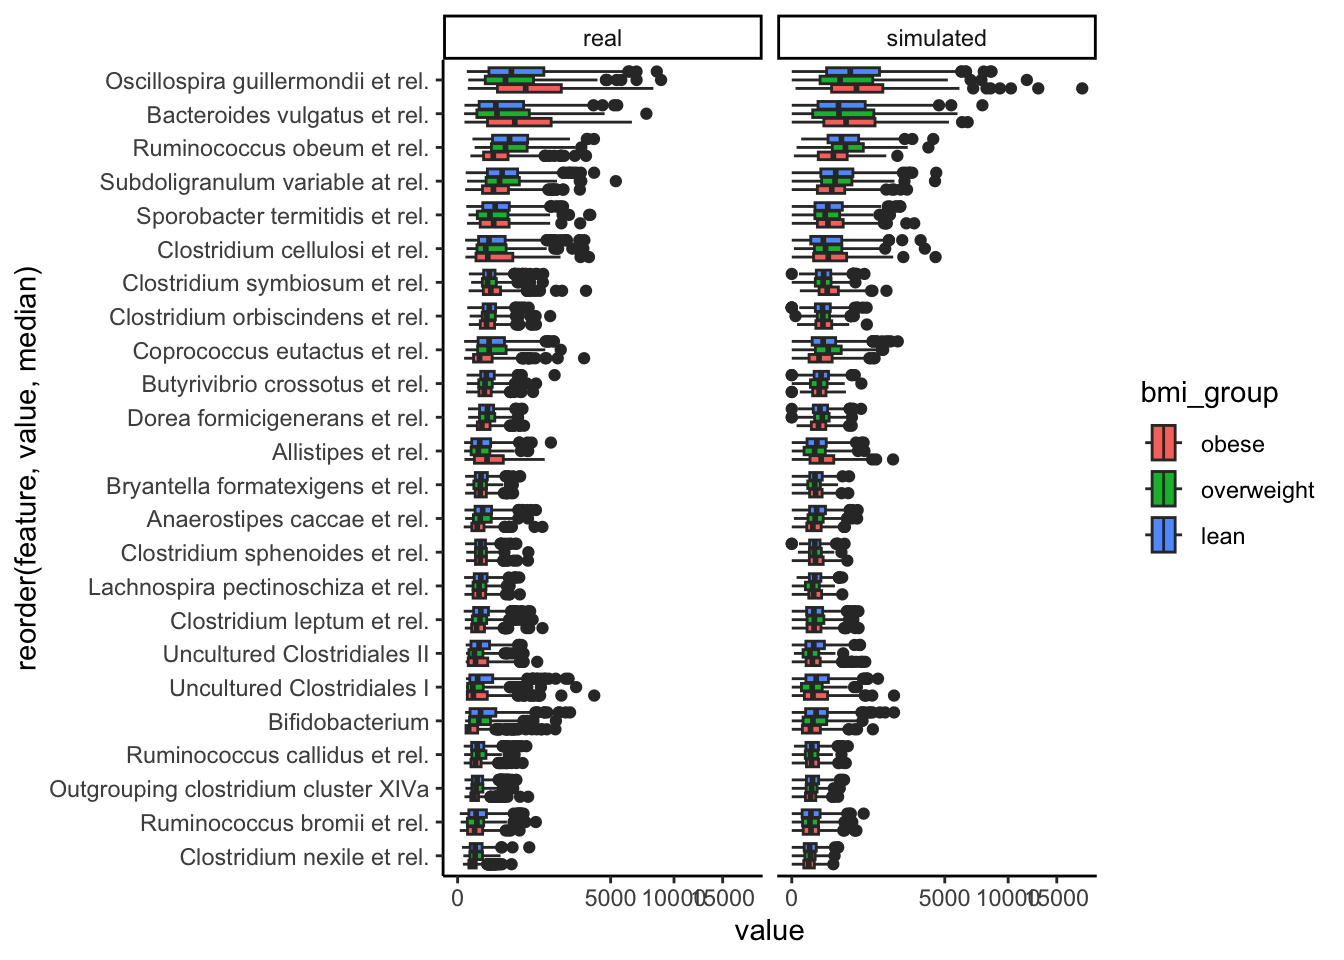 real
simulated
Oscillospira guillermondii et rel.
Bacteroides vulgatus et rel.
Ruminococcus obeum et rel.
Subdoligranulum variable at rel.
Sporobacter termitidis et rel.
Clostridium cellulosi et rel.
Clostridium symbiosum et rel.
Clostridium orbiscindens et rel.
Coprococcus eutactus et rel.
Butyrivibrio crossotus et rel.
Dorea formicigenerans et rel.
Allistipes et rel.
Bryantella formatexigens et rel.
Anaerostipes caccae et rel.
Clostridium sphenoides et rel.
Lachnospira pectinoschiza et rel.
Clostridium leptum et rel.
Uncultured Clostridiales II
Uncultured Clostridiales I
Bifidobacterium
Ruminococcus callidus et rel.
Outgrouping clostridium cluster XIVa
Ruminococcus bromii et rel.
Clostridium nexile et rel.
reorder(feature, value, median)
0 5000 10000 15000
0 5000 10000 15000
value
bmi_group
obese
overweight
lean